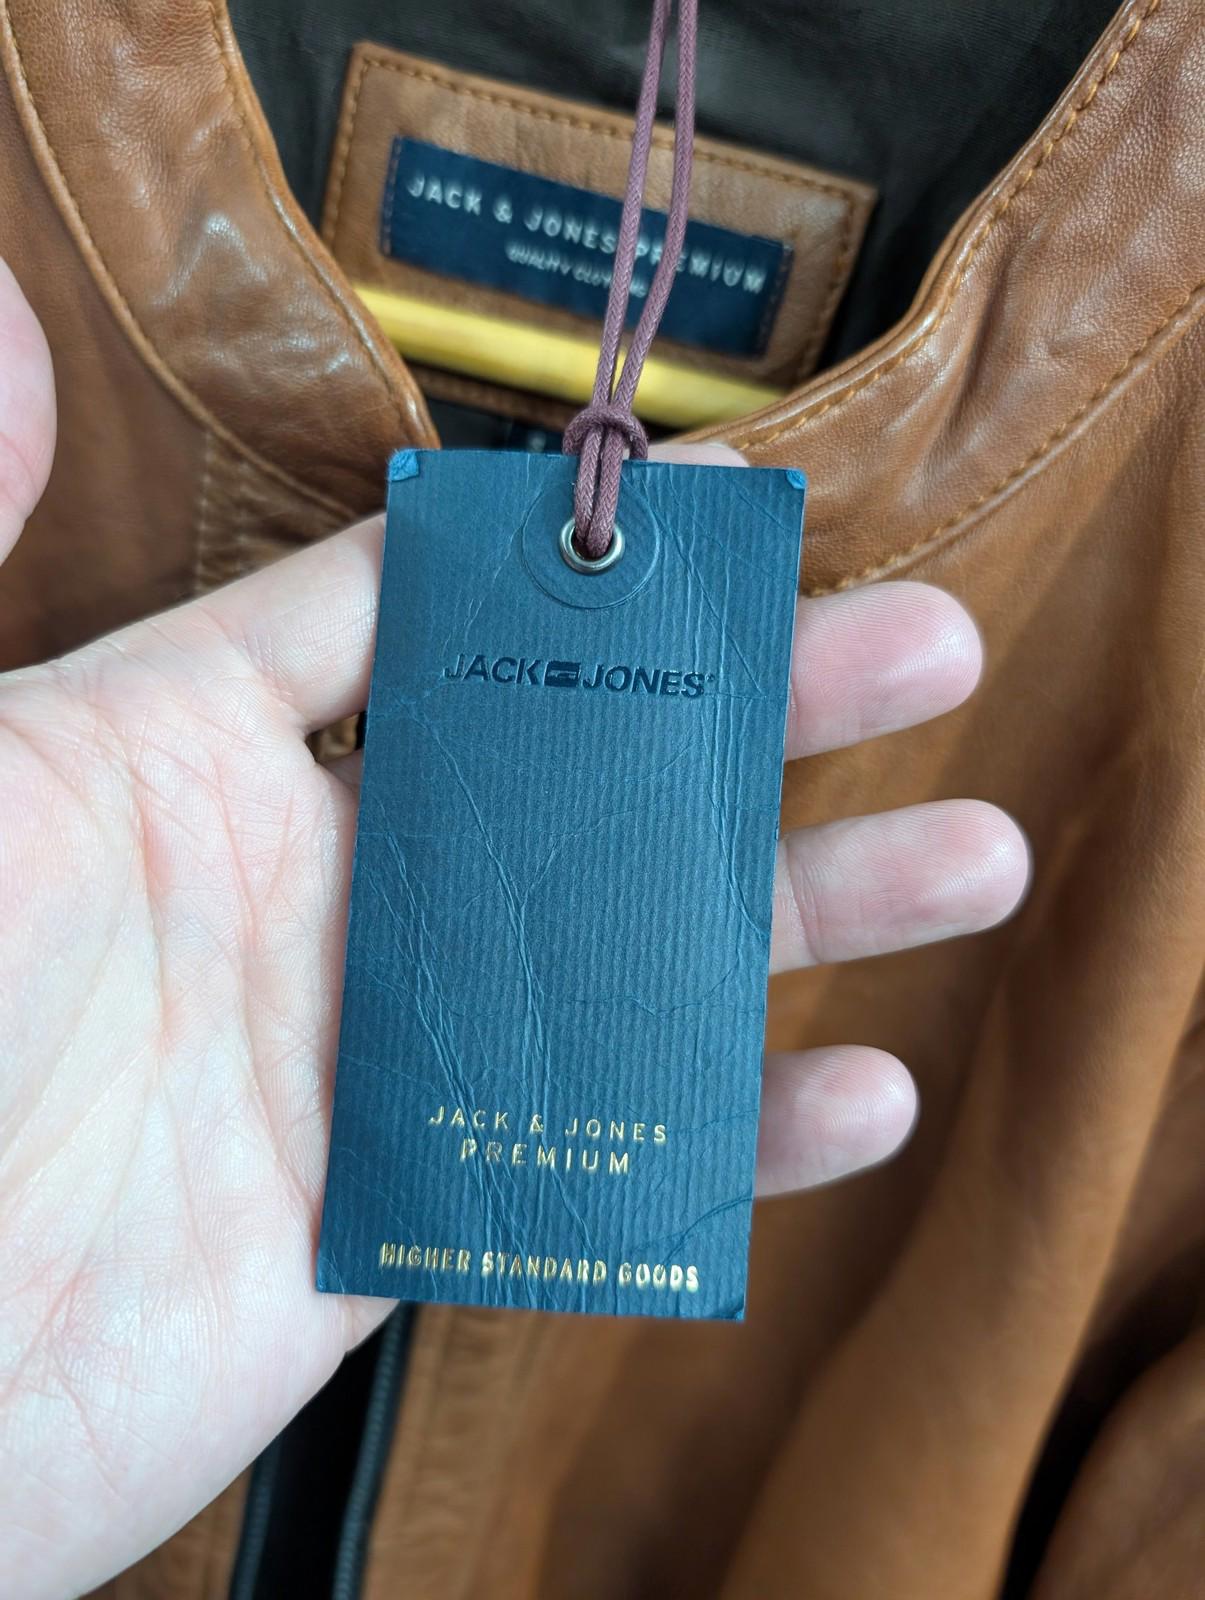 JACK & JONES PREMIUM
QUALITY CLOTHING
JACK JONES®
JACK & JONES
PREMIUM
HIGHER STANDARD GOODS